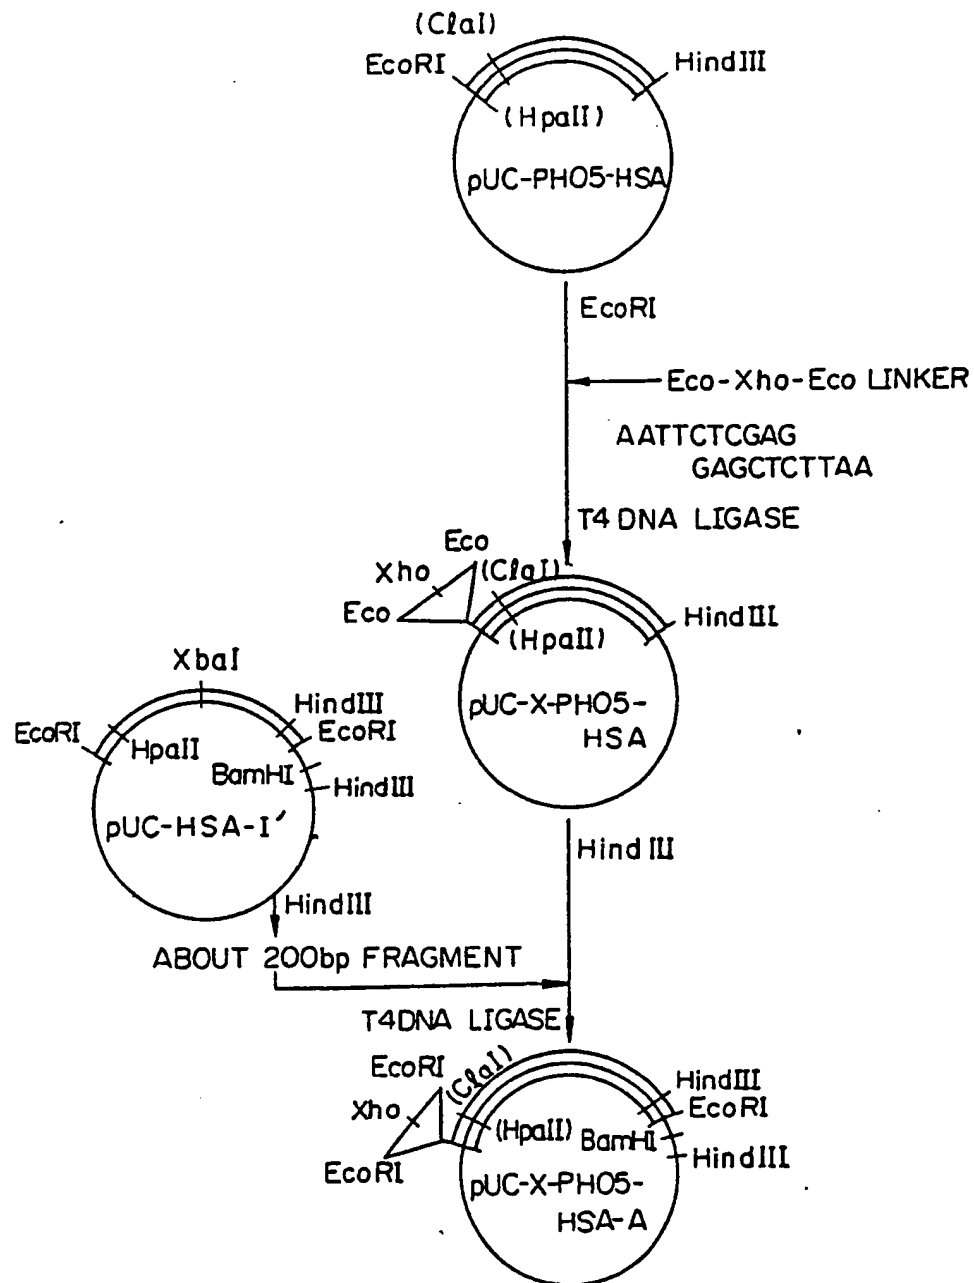 (ClaI)
EcoRI
HindIII
(HpaII)
pUC-PHO5-HSA
EcoRI
Eco-Xho-Eco LINKER
AATTCTCGAG
GAGCTCTTAA
T4 DNA LIGASE
Eco
Xho
(ClaI)
Eco
HindIII
(HpaII)
pUC-X-PHO5-
HSA
XbaI
HindIII
EcoRI
EcoRI
HpaII
BamHI
HindIII
pUC-HSA-I′
HindIII
HindIII
ABOUT 200bp FRAGMENT
T4DNA LIGASE
EcoRI
(ClaI)
Xho
HindIII
EcoRI
(HpaII)
BamHI
EcoRI
HindIII
pUC-X-PHO5-
HSA-A